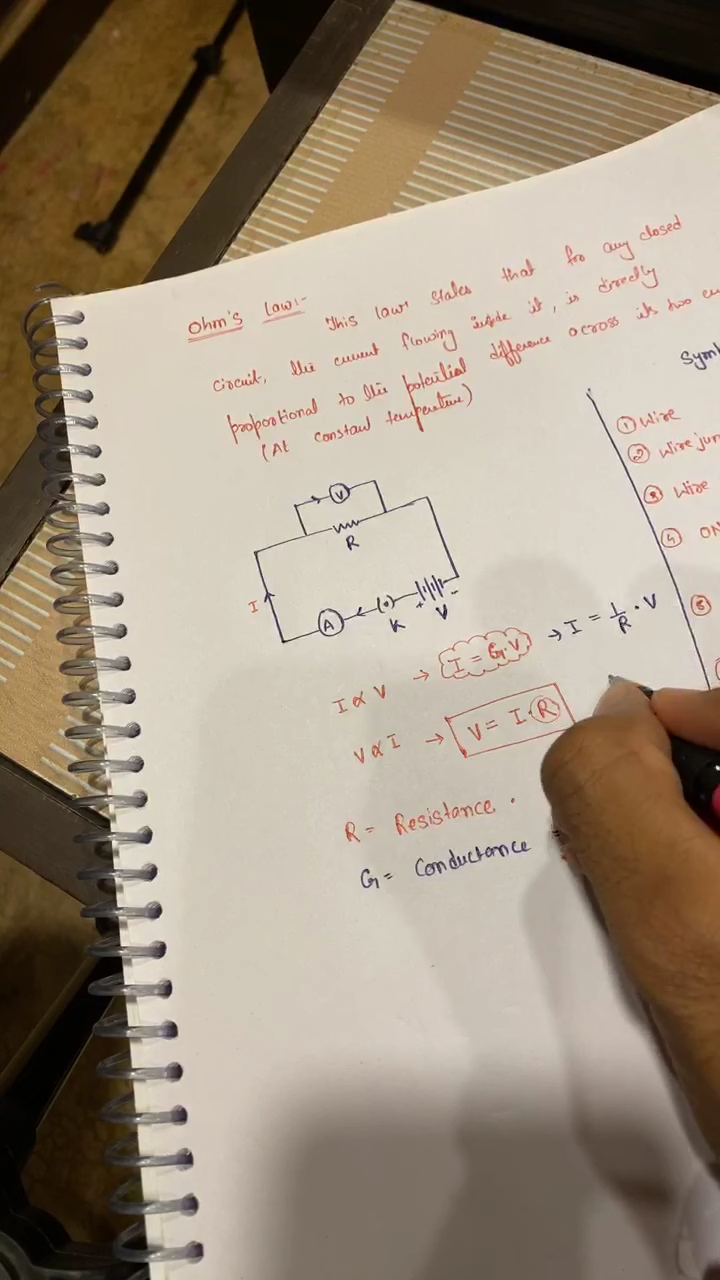 Ohm's Law:-
This law states that for any closed
circuit, the current flowing inside it, is directly
proportional to the potential difference across its two
(At constant temperature)
V
R
I
A
K
+ V -
I ∝ V → I = G.V → I = 1/R . V
V ∝ I → V = I.R
R = Resistance .
G = Conductance =
① Wire
② Wire
③ Wire
④
⑤